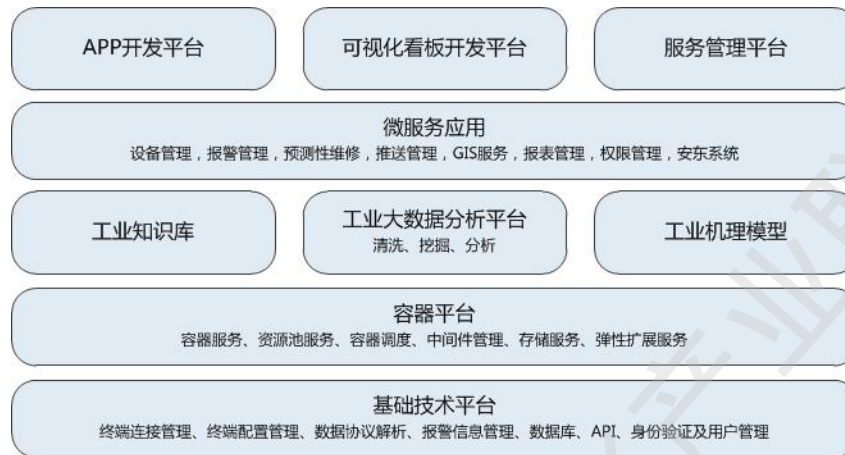 APP开发平台
可视化看板开发平台
服务管理平台
微服务应用
设备管理，报警管理，预测性维修，推送管理，GIS服务，报表管理，权限管理，安东系统
工业知识库
工业大数据分析平台
清洗、挖掘、分析
工业机理模型
容器平台
容器服务、资源池服务、容器调度、中间件管理、存储服务、弹性扩展服务
基础技术平台
终端连接管理、终端配置管理、数据协议解析、报警信息管理、数据库、API、身份验证及用户管理
产业